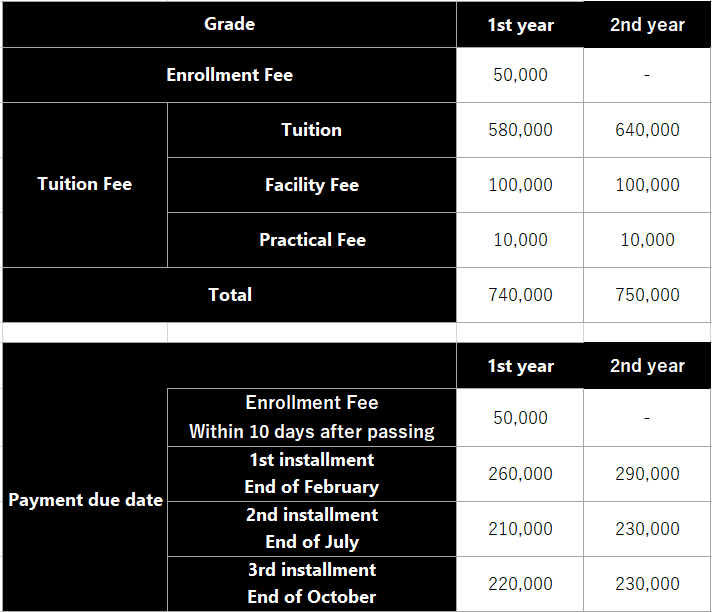 Grade 1st year 2nd year
Enrollment Fee 50,000 -
Tuition Fee
Tuition 580,000 640,000
Facility Fee 100,000 100,000
Practical Fee 10,000 10,000
Total 740,000 750,000
1st year 2nd year
Payment due date
Enrollment Fee
Within 10 days after passing
50,000 -
1st installment
End of February
260,000 290,000
2nd installment
End of July
210,000 230,000
3rd installment
End of October
220,000 230,000